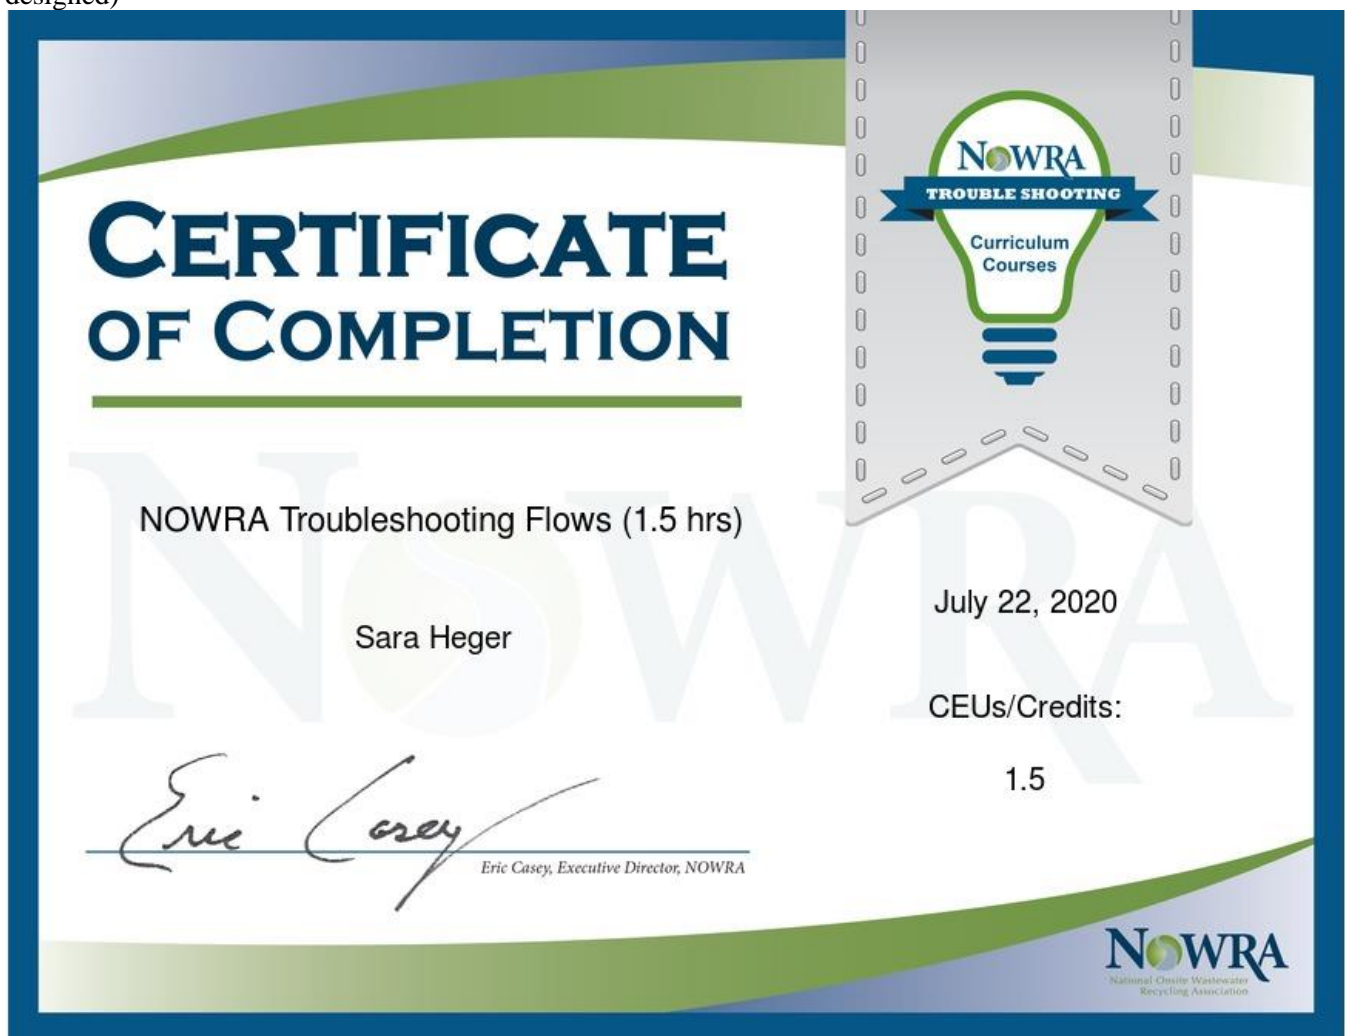 designed)
NOWRA
TROUBLE SHOOTING
Curriculum
Courses
CERTIFICATE
OF COMPLETION
NOWRA Troubleshooting Flows (1.5 hrs)
Sara Heger
July 22, 2020
CEUs/Credits:
1.5
Eric Casey
Eric Casey, Executive Director, NOWRA
NOWRA
National Onsite Wastewater
Recycling Association
NOWRA